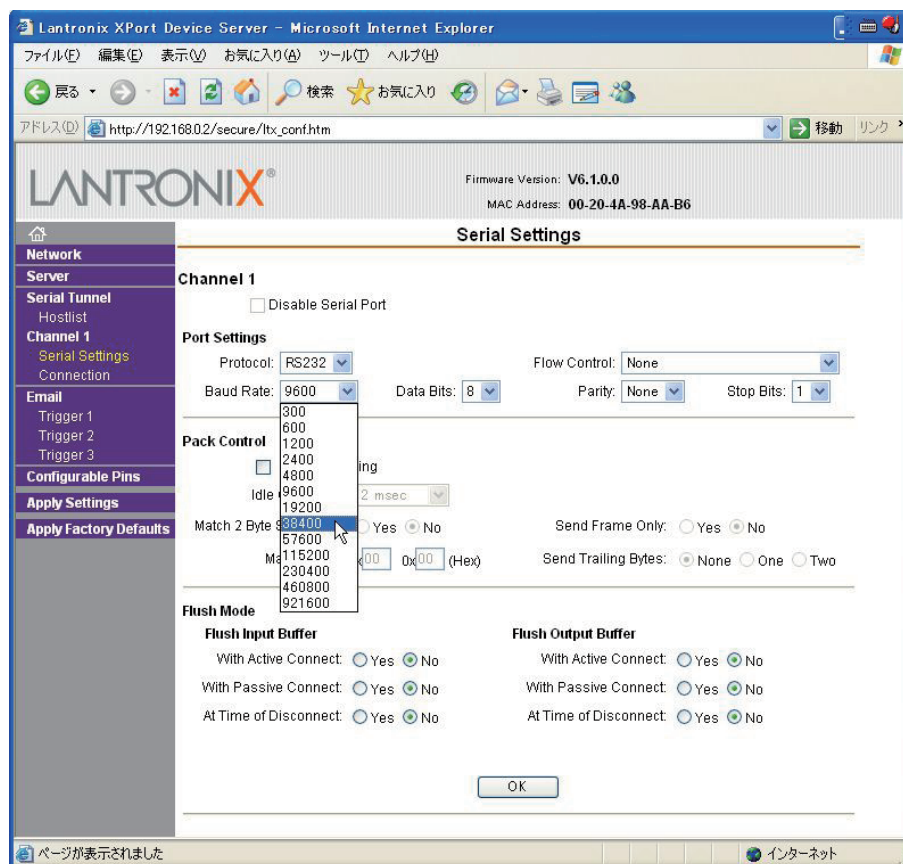 Lantronix XPort Device Server - Microsoft Internet Explorer
ファイル(F) 編集(E) 表示(V) お気に入り(A) ツール(T) ヘルプ(H)
戻る 検索 お気に入り
アドレス(D) http://192.168.0.2/secure/ltx_conf.htm 移動 リンク »
LANTRONIX®
Firmware Version: V6.1.0.0
MAC Address: 00-20-4A-98-AA-B6
Network
Server
Serial Tunnel
Hostlist
Channel 1
Serial Settings
Connection
Email
Trigger 1
Trigger 2
Trigger 3
Configurable Pins
Apply Settings
Apply Factory Defaults
Serial Settings
Channel 1
Disable Serial Port
Port Settings
Protocol: RS232 Flow Control: None
Baud Rate: 9600 Data Bits: 8 Parity: None Stop Bits: 1
300
600
1200
2400
4800
9600
19200
38400
57600
115200
230400
460800
921600
Pack Control
ing
Idle 2 msec
Match 2 Byte Yes No Send Frame Only: Yes No
Ma 00 0x00 (Hex) Send Trailing Bytes: None One Two
Flush Mode
Flush Input Buffer Flush Output Buffer
With Active Connect: Yes No With Active Connect: Yes No
With Passive Connect: Yes No With Passive Connect: Yes No
At Time of Disconnect: Yes No At Time of Disconnect: Yes No
OK
ページが表示されました インターネット